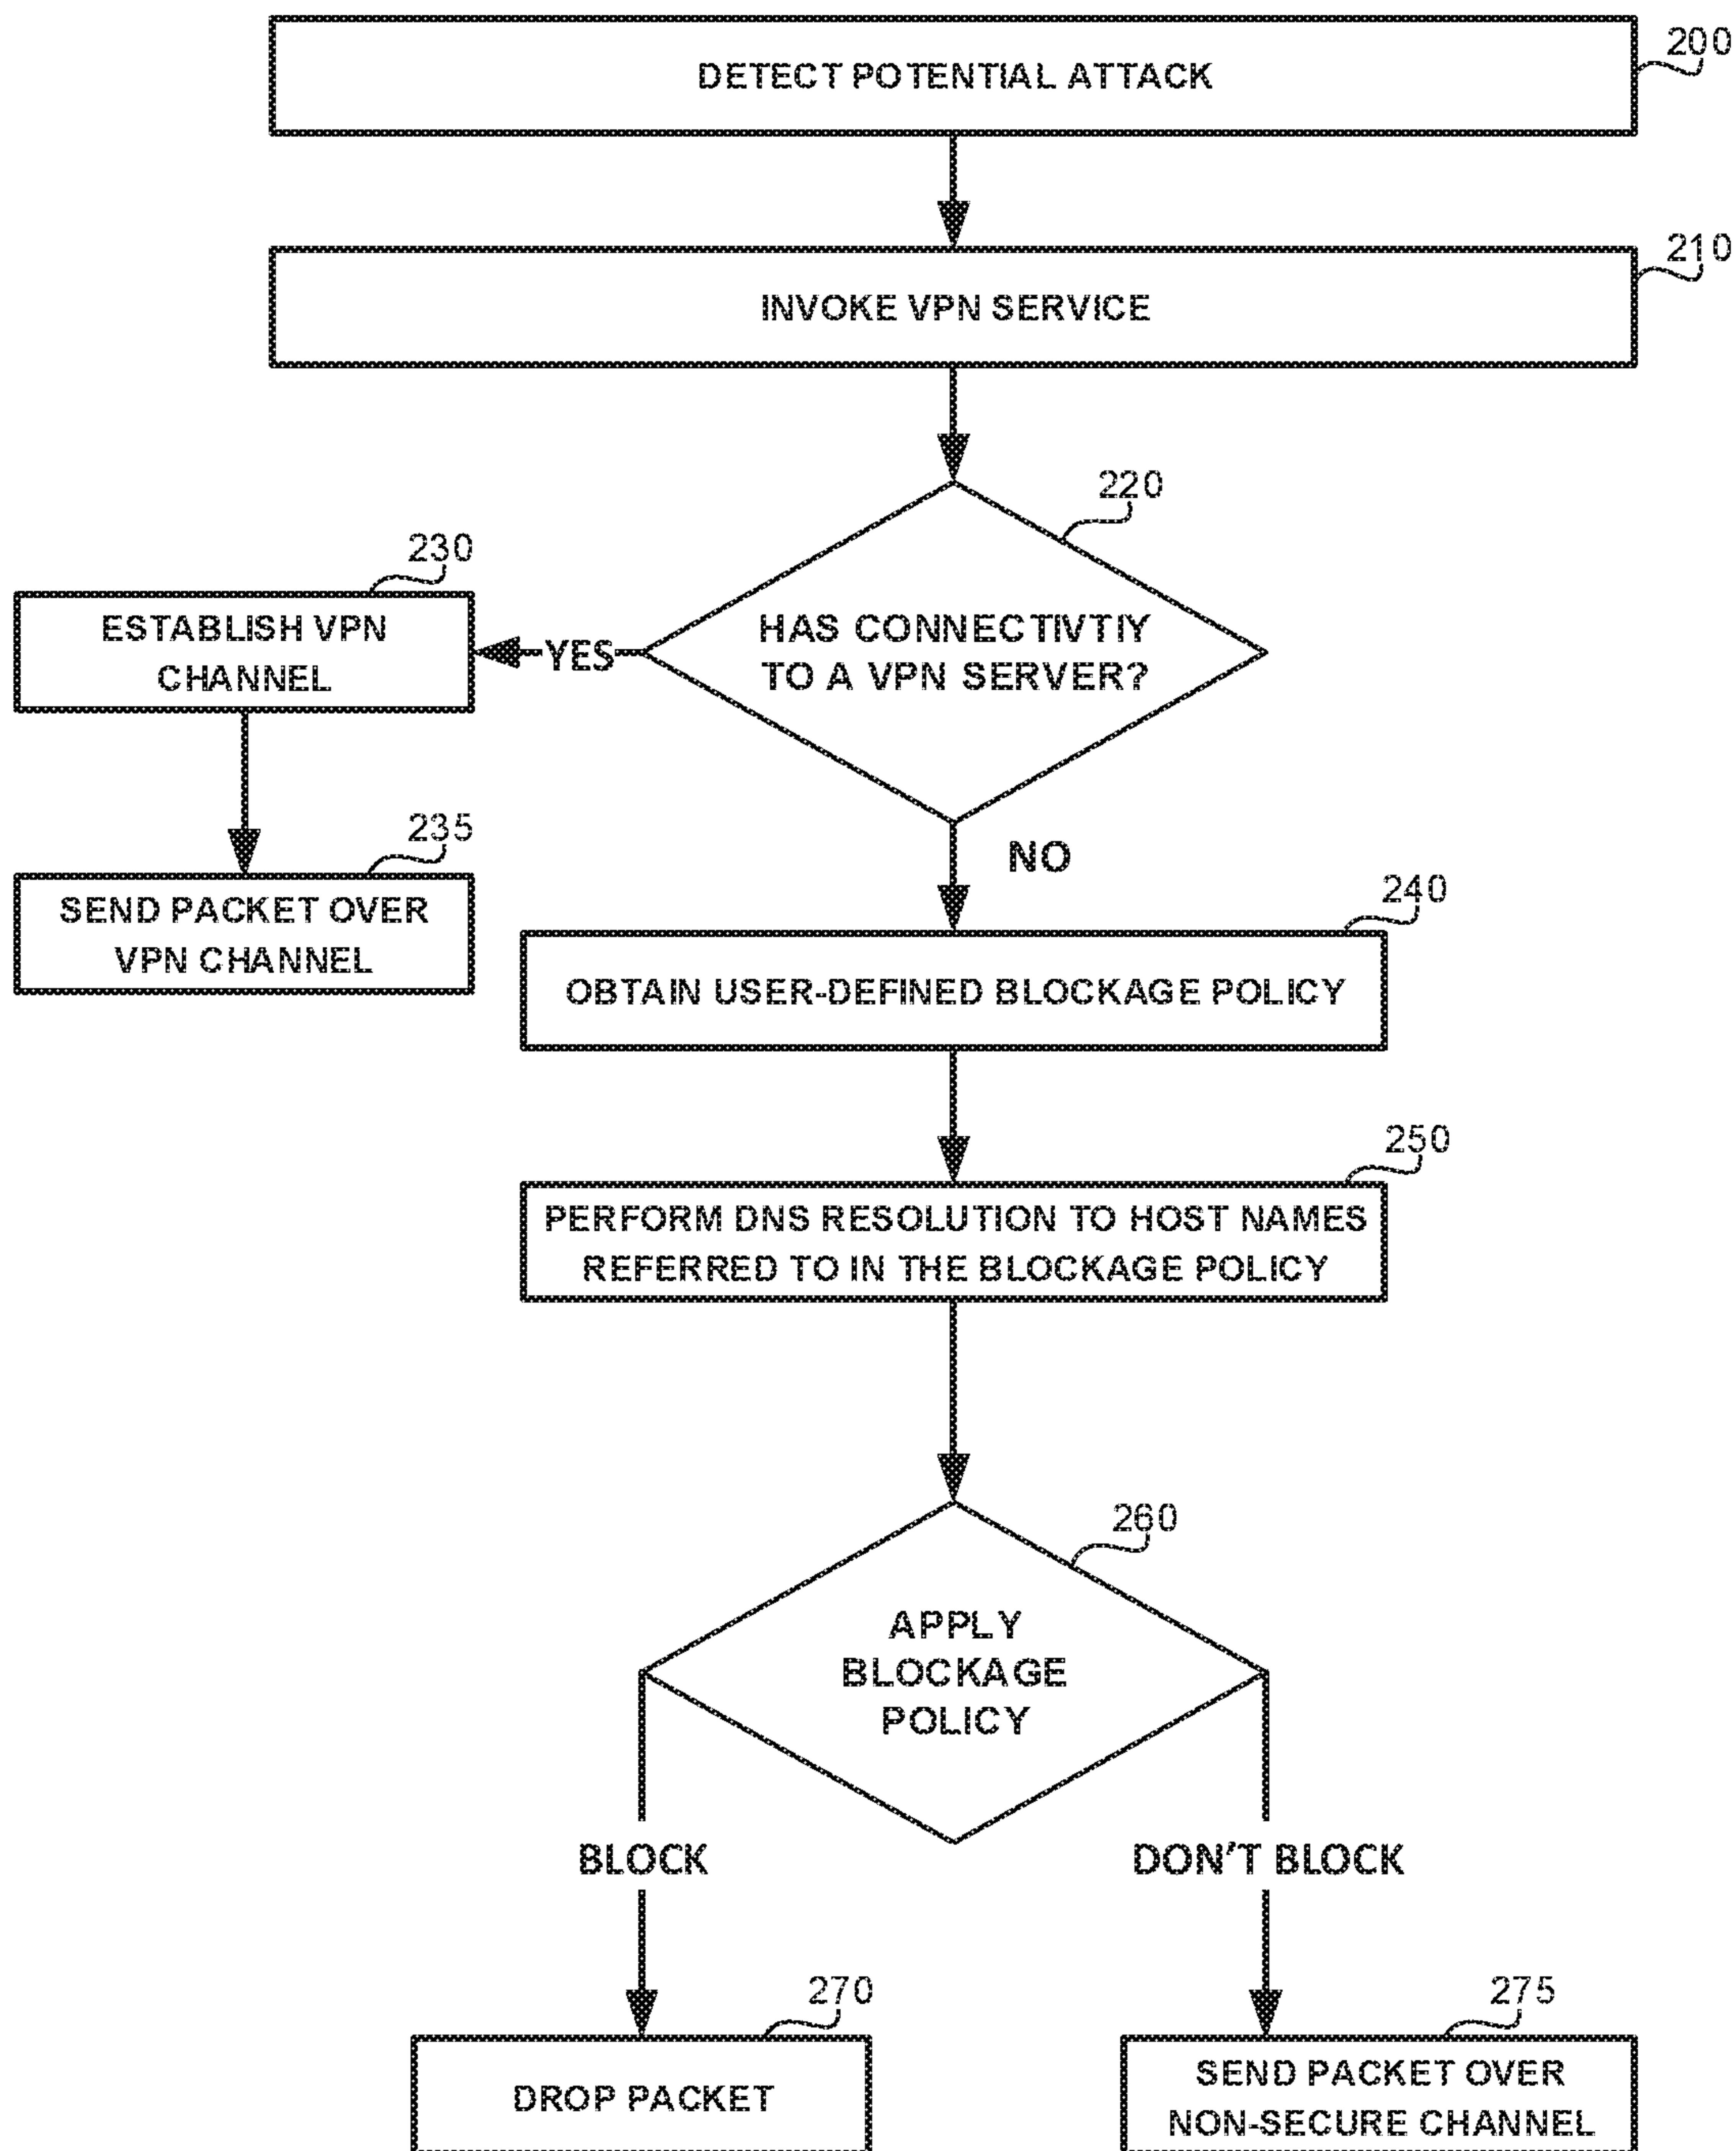 200
DETECT POTENTIAL ATTACK
210
INVOKE VPN SERVICE
220
HAS CONNECTIVTIY
TO A VPN SERVER?
YES
230
ESTABLISH VPN
CHANNEL
235
SEND PACKET OVER
VPN CHANNEL
NO
240
OBTAIN USER-DEFINED BLOCKAGE POLICY
250
PERFORM DNS RESOLUTION TO HOST NAMES
REFERRED TO IN THE BLOCKAGE POLICY
260
APPLY
BLOCKAGE
POLICY
BLOCK
DON'T BLOCK
270
DROP PACKET
275
SEND PACKET OVER
NON-SECURE CHANNEL